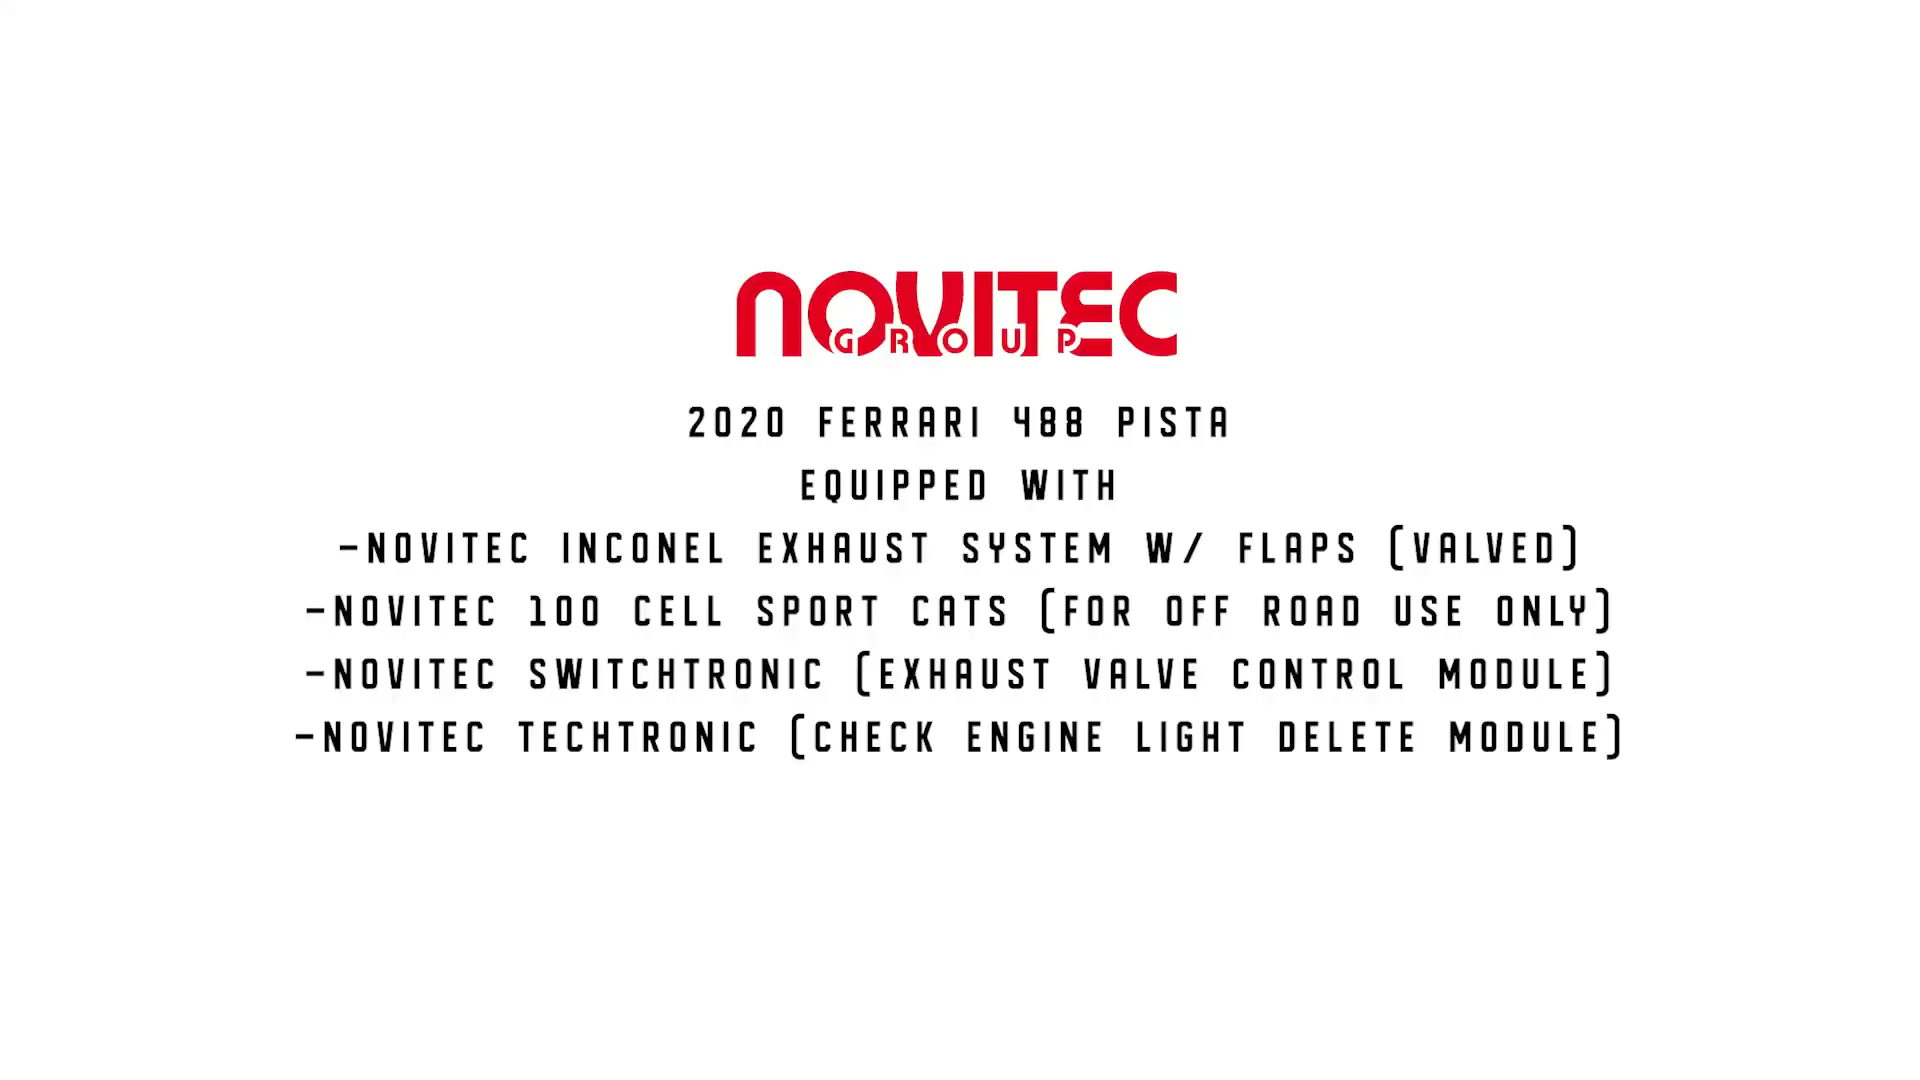 NOVITEC
GROUP
2020 FERRARI 488 PISTA
EQUIPPED WITH
-NOVITEC INCONEL EXHAUST SYSTEM W/ FLAPS (VALVED)
-NOVITEC 100 CELL SPORT CATS (FOR OFF ROAD USE ONLY)
-NOVITEC SWITCHTRONIC (EXHAUST VALVE CONTROL MODULE)
-NOVITEC TECHTRONIC (CHECK ENGINE LIGHT DELETE MODULE)